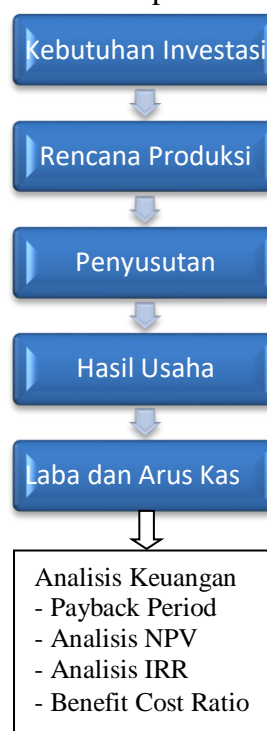 Kebutuhan Investasi
Rencana Produksi
Penyusutan
Hasil Usaha
Laba dan Arus Kas
Analisis Keuangan
- Payback Period
- Analisis NPV
- Analisis IRR
- Benefit Cost Ratio